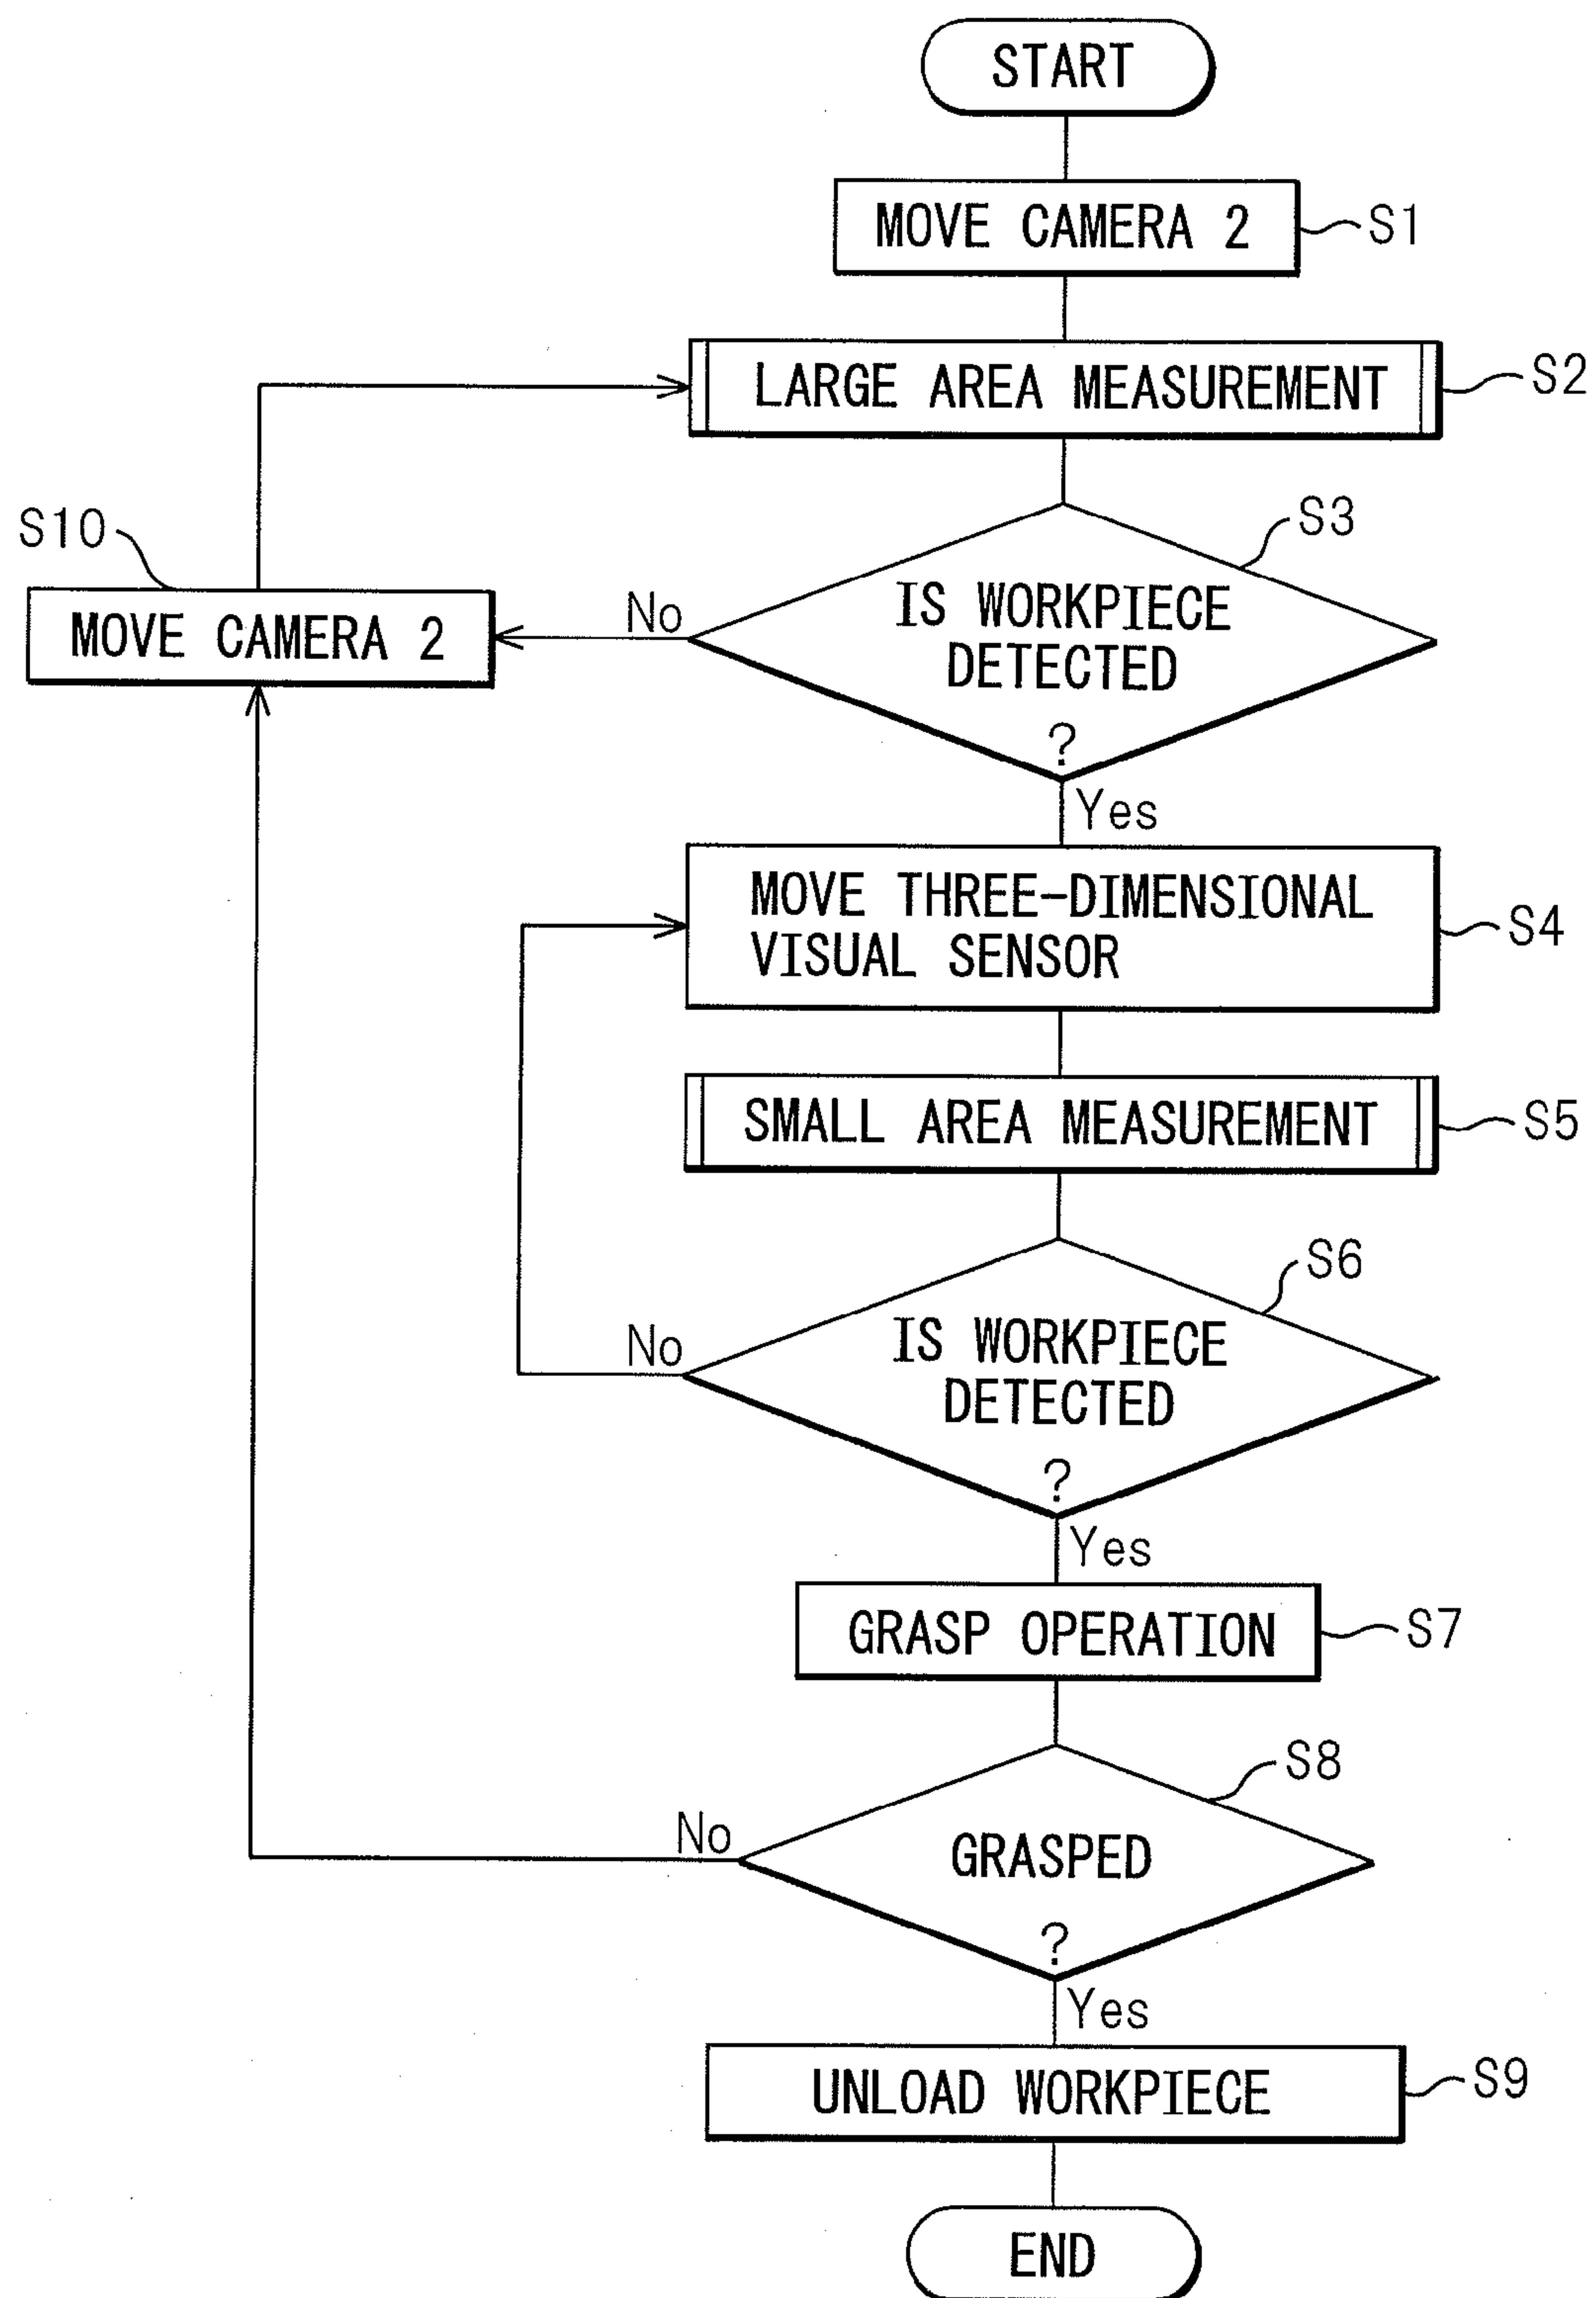 START
MOVE CAMERA 2
S1
LARGE AREA MEASUREMENT
S2
S10
S3
MOVE CAMERA 2
No
IS WORKPIECE
DETECTED
?
Yes
MOVE THREE-DIMENSIONAL
VISUAL SENSOR
S4
SMALL AREA MEASUREMENT
S5
S6
No
IS WORKPIECE
DETECTED
?
Yes
GRASP OPERATION
S7
S8
No
GRASPED
?
Yes
UNLOAD WORKPIECE
S9
END